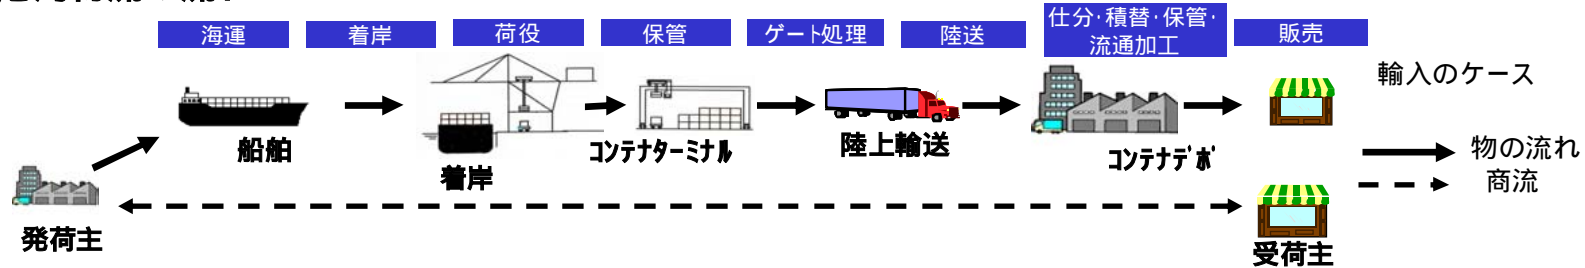 海運
着岸
荷役
保管
ゲート処理
陸送
仕分・積替・保管・
流通加工
販売
輸入のケース
船舶
着岸
コンテナターミナル
陸上輸送
コンテナデポ
物の流れ
商流
発荷主
受荷主